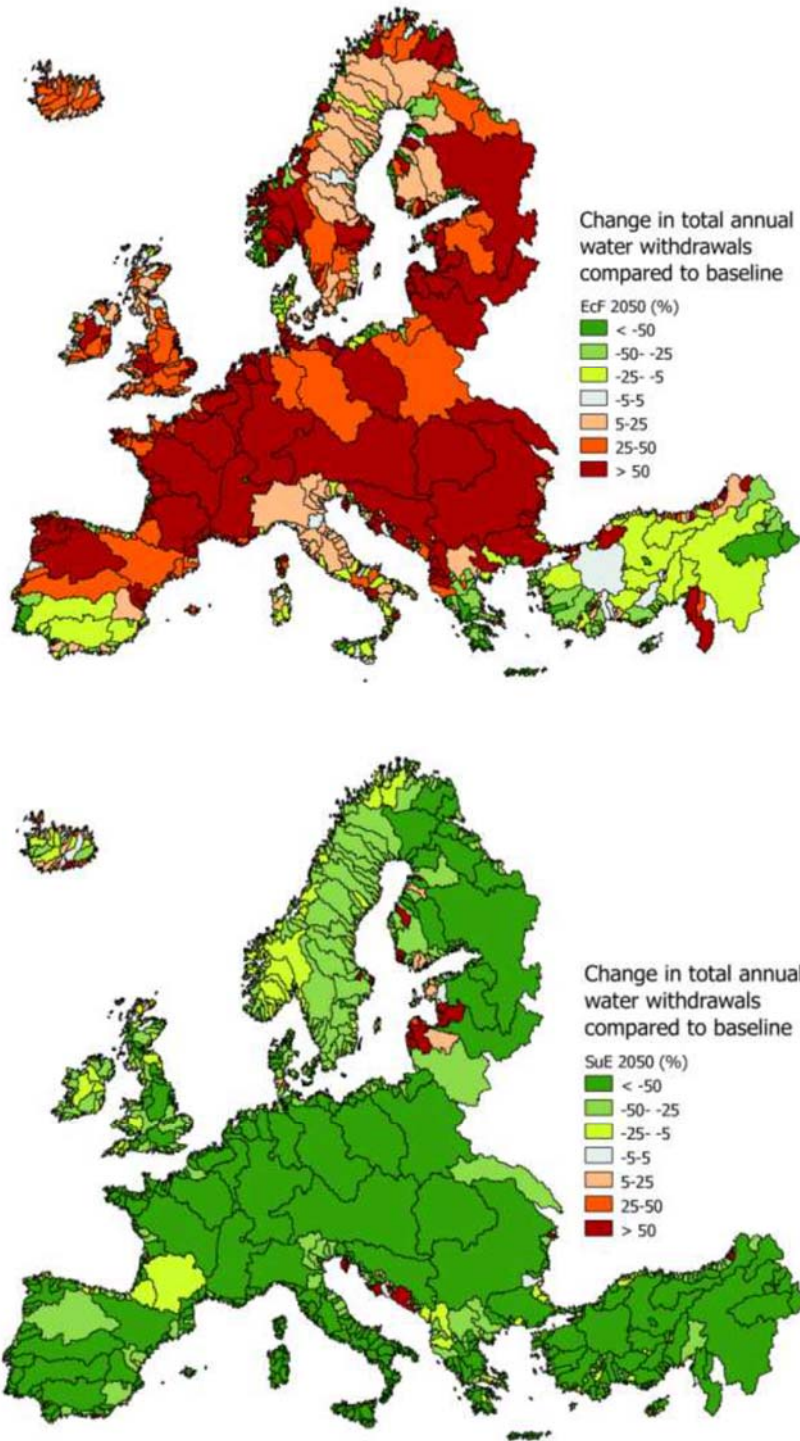 Change in total annual
water withdrawals
compared to baseline
EcF 2050 (%)
< -50
-50- -25
-25- -5
-5-5
5-25
25-50
> 50
Change in total annual
water withdrawals
compared to baseline
SuE 2050 (%)
< -50
-50- -25
-25- -5
-5-5
5-25
25-50
> 50